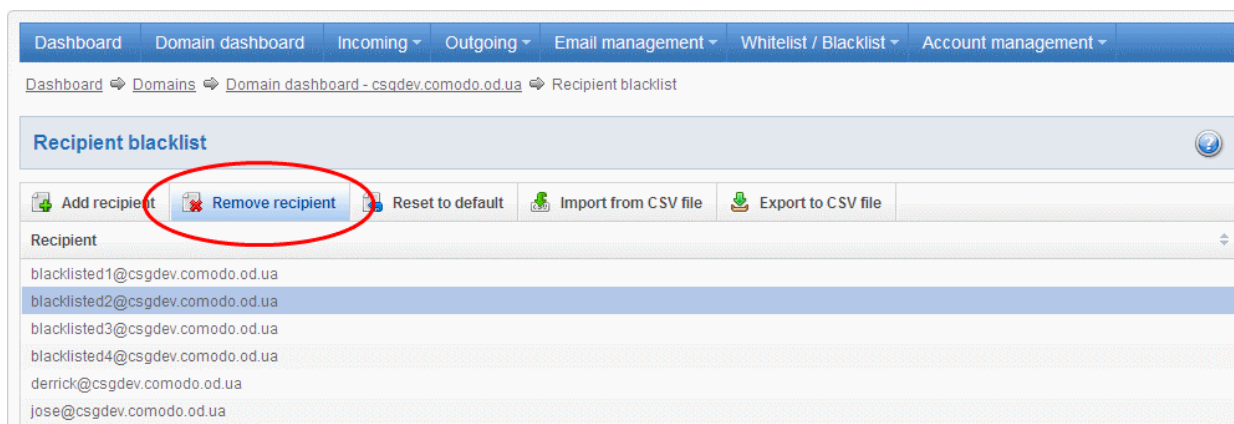 Dashboard Domain dashboard Incoming Outgoing Email management Whitelist / Blacklist Account management
Dashboard Domains Domain dashboard - csgdev.comodo.od.ua Recipient blacklist
Recipient blacklist
Add recipient Remove recipient Reset to default Import from CSV file Export to CSV file
Recipient
blacklisted1@csgdev.comodo.od.ua
blacklisted2@csgdev.comodo.od.ua
blacklisted3@csgdev.comodo.od.ua
blacklisted4@csgdev.comodo.od.ua
derrick@csgdev.comodo.od.ua
jose@csgdev.comodo.od.ua